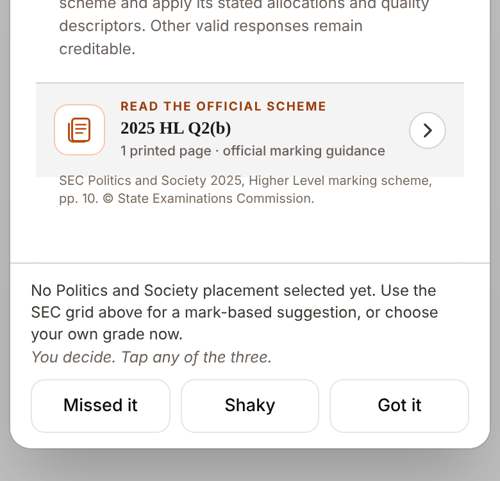 scheme and apply its stated allocations and quality
descriptors. Other valid responses remain
creditable.
READ THE OFFICIAL SCHEME
2025 HL Q2(b)
1 printed page · official marking guidance
SEC Politics and Society 2025, Higher Level marking scheme,
pp. 10. © State Examinations Commission.
No Politics and Society placement selected yet. Use the
SEC grid above for a mark-based suggestion, or choose
your own grade now.
You decide. Tap any of the three.
Missed it
Shaky
Got it